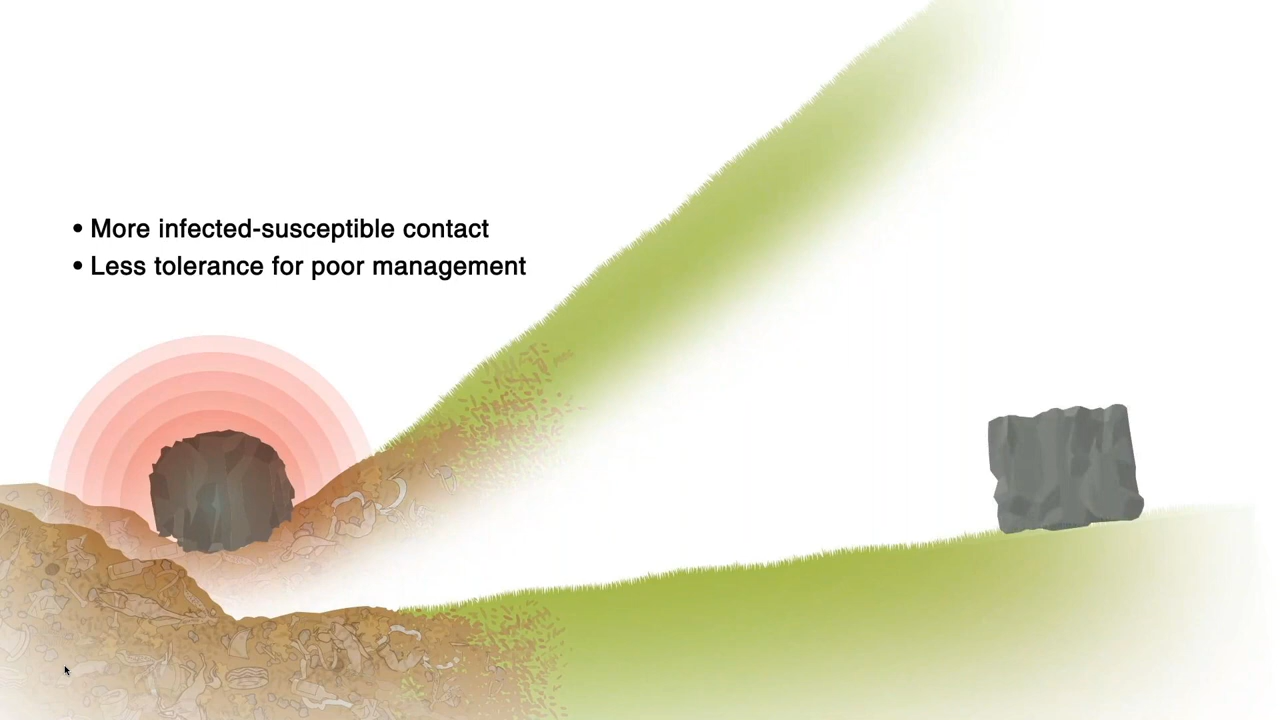 • More infected-susceptible contact
• Less tolerance for poor management